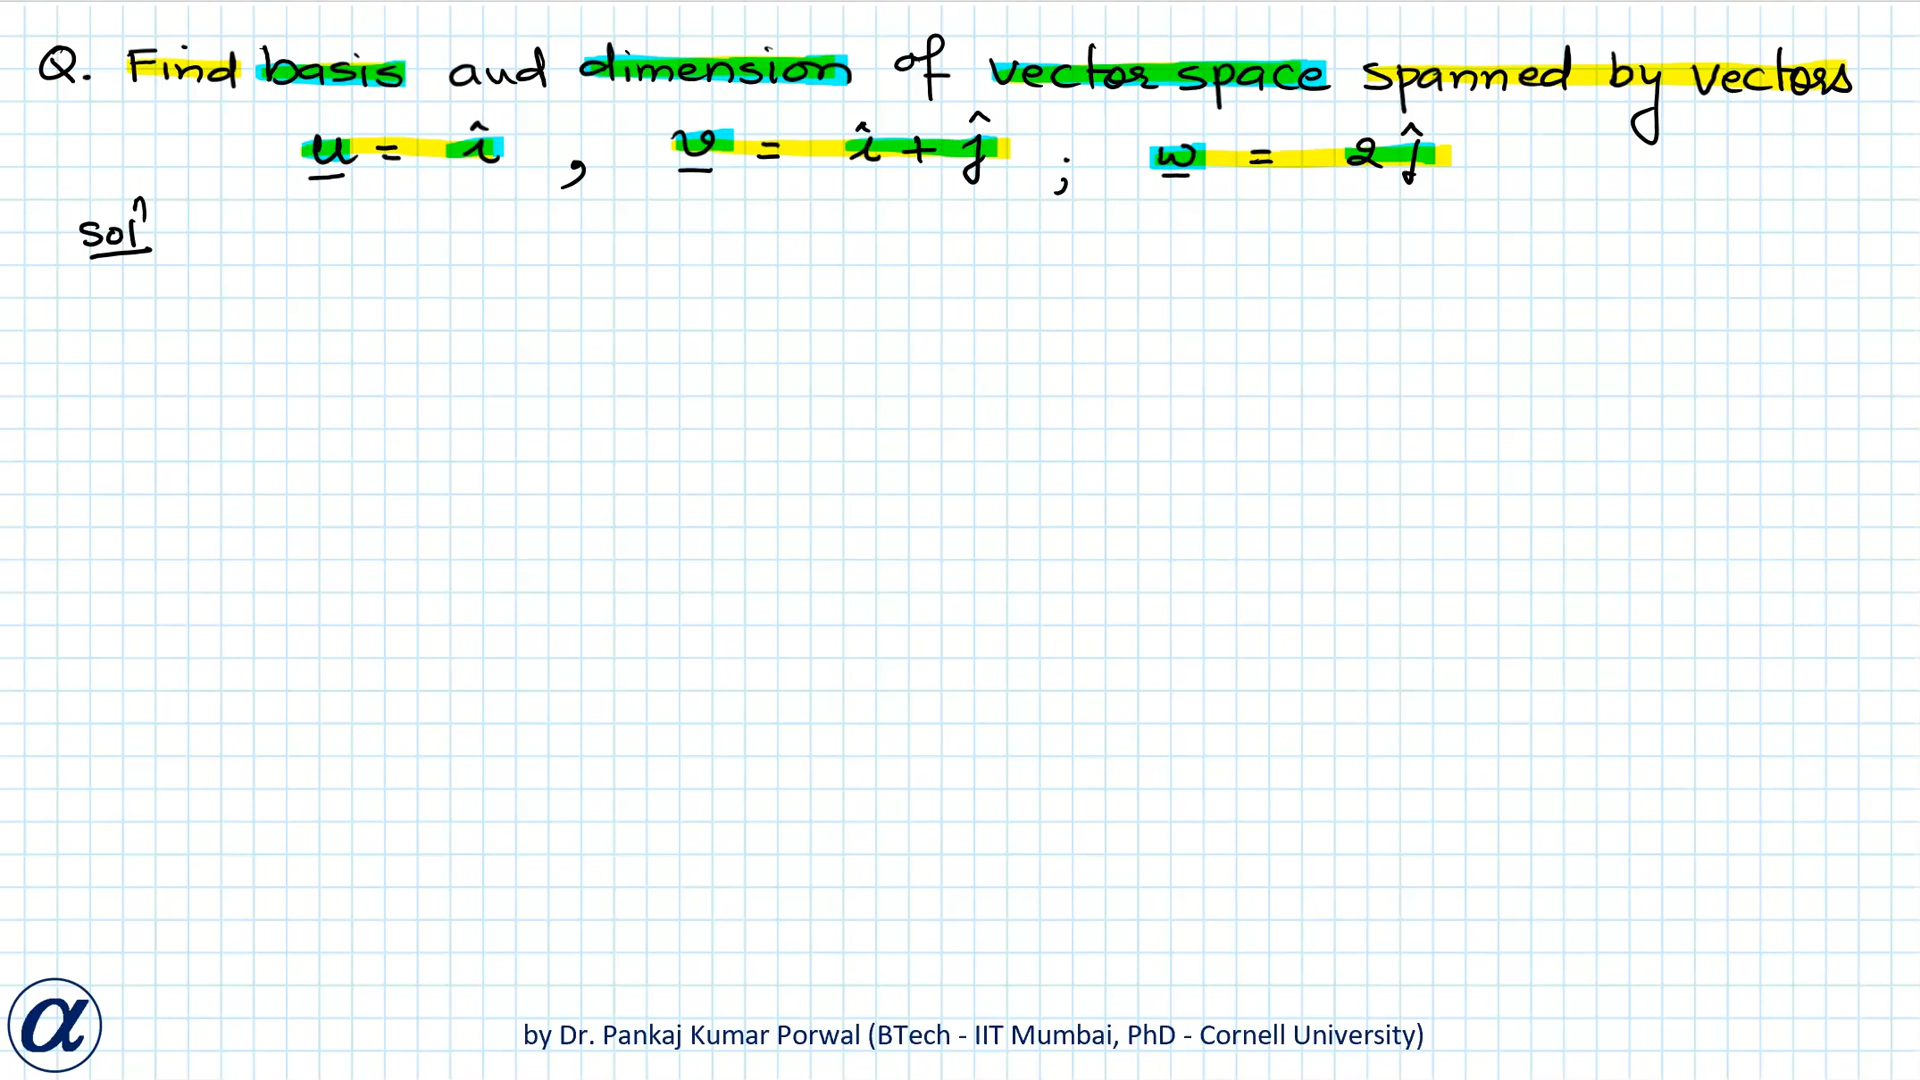 Q. Find basis and dimension of vector space spanned by vectors
u = î , v = î + ĵ ; w = 2ĵ
Solⁿ
α
by Dr. Pankaj Kumar Porwal (BTech - IIT Mumbai, PhD - Cornell University)